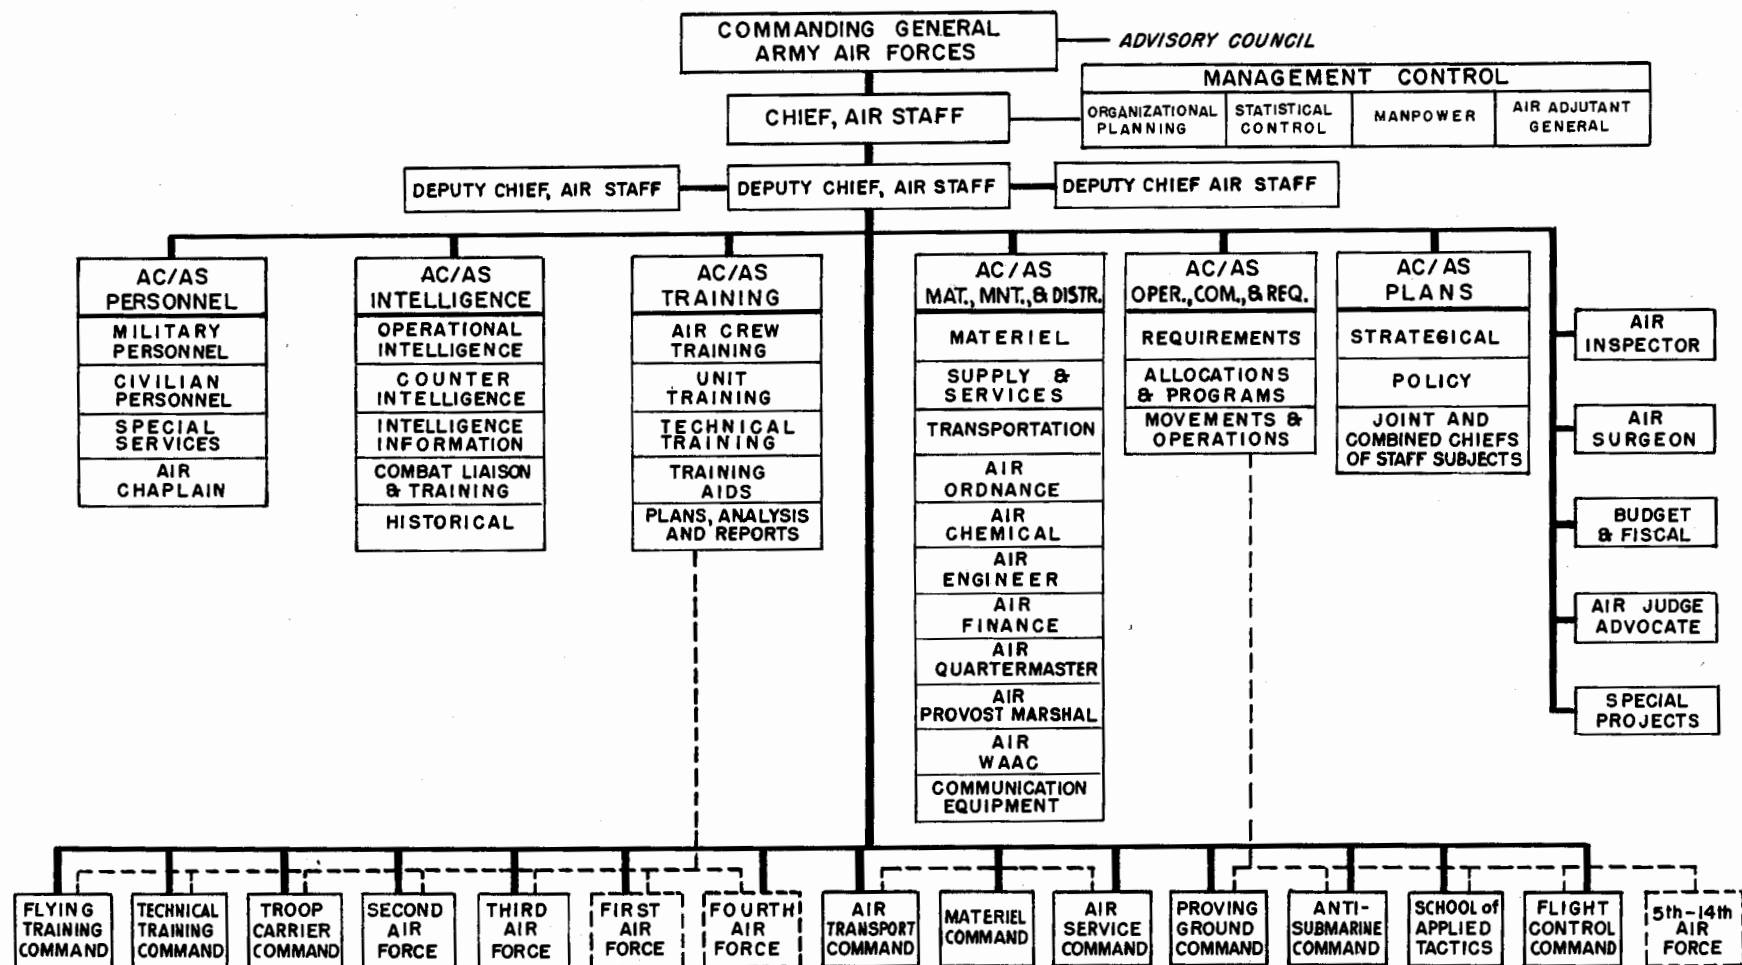 COMMANDING GENERAL
ARMY AIR FORCES
ADVISORY COUNCIL
MANAGEMENT CONTROL
ORGANIZATIONAL
PLANNING
STATISTICAL
CONTROL
MANPOWER
AIR ADJUTANT
GENERAL
CHIEF, AIR STAFF
DEPUTY CHIEF, AIR STAFF
DEPUTY CHIEF, AIR STAFF
DEPUTY CHIEF AIR STAFF
AC/AS
PERSONNEL
MILITARY
PERSONNEL
CIVILIAN
PERSONNEL
SPECIAL
SERVICES
AIR
CHAPLAIN
AC/AS
INTELLIGENCE
OPERATIONAL
INTELLIGENCE
COUNTER
INTELLIGENCE
INTELLIGENCE
INFORMATION
COMBAT LIAISON
& TRAINING
HISTORICAL
AC/AS
TRAINING
AIR CREW
TRAINING
UNIT
TRAINING
TECHNICAL
TRAINING
TRAINING
AIDS
PLANS, ANALYSIS
AND REPORTS
AC/AS
MAT., MNT., & DISTR.
MATERIEL
SUPPLY &
SERVICES
TRANSPORTATION
AIR
ORDNANCE
AIR
CHEMICAL
AIR
ENGINEER
AIR
FINANCE
AIR
QUARTERMASTER
AIR
PROVOST MARSHAL
AIR
WAAC
COMMUNICATION
EQUIPMENT
AC/AS
OPER., COM., & REQ.
REQUIREMENTS
ALLOCATIONS
& PROGRAMS
MOVEMENTS &
OPERATIONS
AC/AS
PLANS
STRATEGICAL
POLICY
JOINT AND
COMBINED CHIEFS
OF STAFF SUBJECTS
AIR
INSPECTOR
AIR
SURGEON
BUDGET
& FISCAL
AIR JUDGE
ADVOCATE
SPECIAL
PROJECTS
FLYING
TRAINING
COMMAND
TECHNICAL
TRAINING
COMMAND
TROOP
CARRIER
COMMAND
SECOND
AIR
FORCE
THIRD
AIR
FORCE
FIRST
AIR
FORCE
FOURTH
AIR
FORCE
AIR
TRANSPORT
COMMAND
MATERIEL
COMMAND
AIR
SERVICE
COMMAND
PROVING
GROUND
COMMAND
ANTI-
SUBMARINE
COMMAND
SCHOOL of
APPLIED
TACTICS
FLIGHT
CONTROL
COMMAND
5th-14th
AIR
FORCE